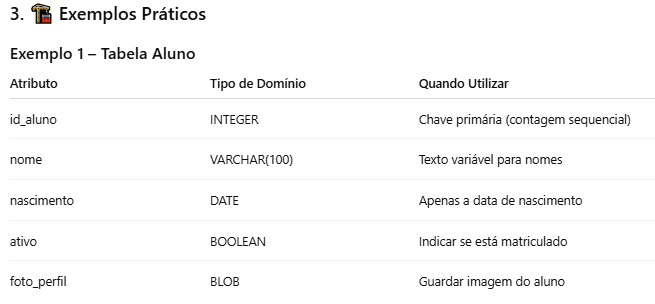 3. 🏗️ Exemplos Práticos
Exemplo 1 – Tabela Aluno
Atributo Tipo de Domínio Quando Utilizar
id_aluno INTEGER Chave primária (contagem sequencial)
nome VARCHAR(100) Texto variável para nomes
nascimento DATE Apenas a data de nascimento
ativo BOOLEAN Indicar se está matriculado
foto_perfil BLOB Guardar imagem do aluno